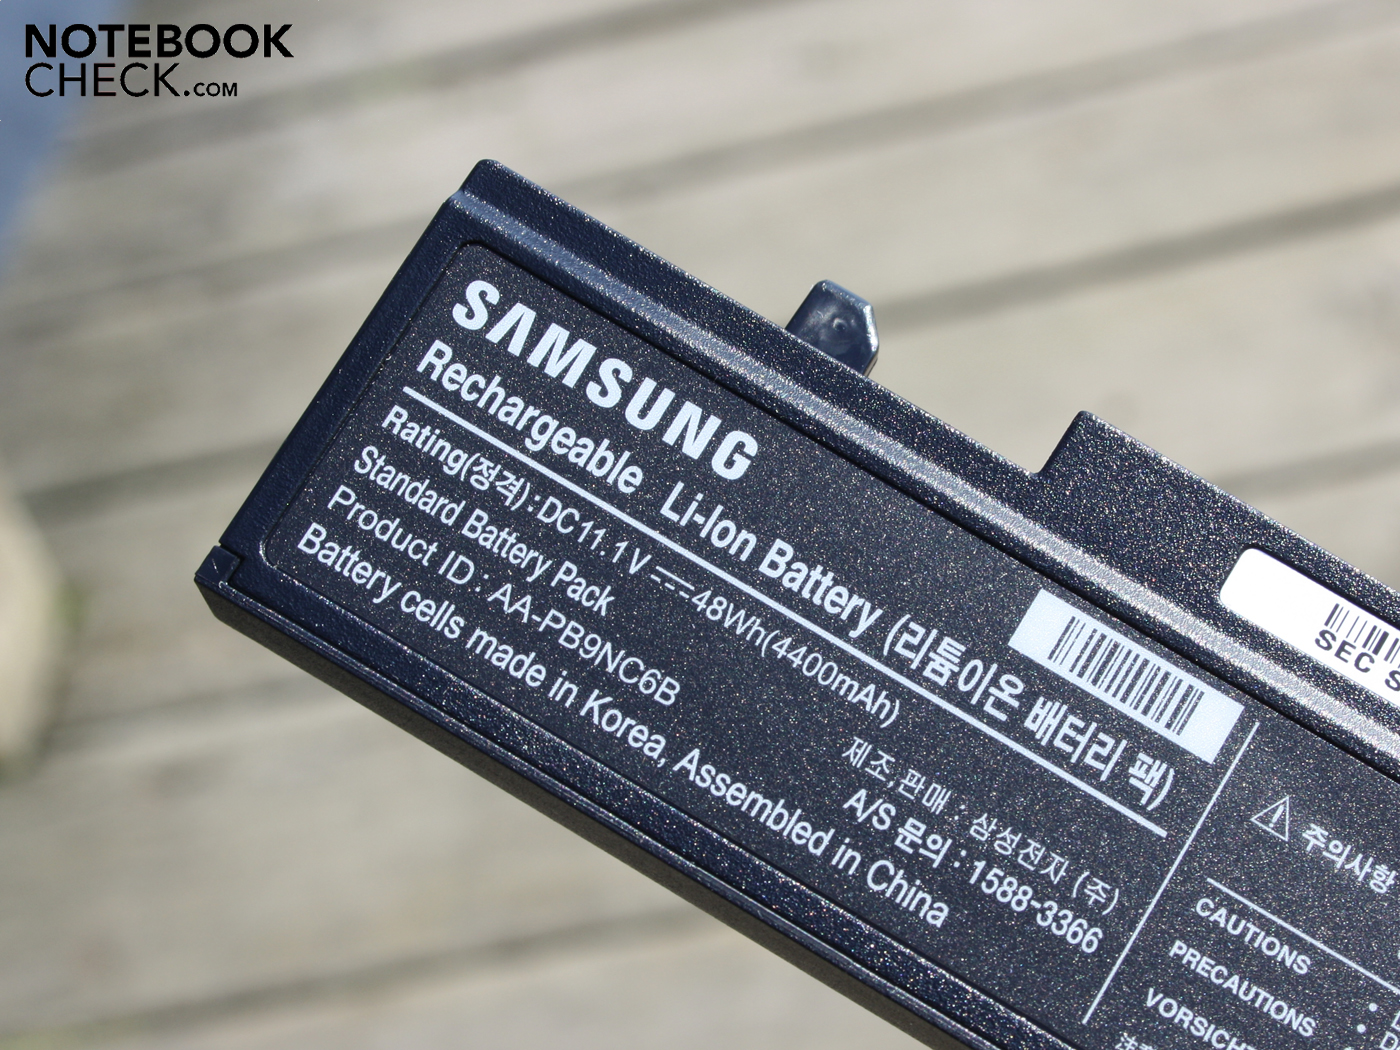 NOTEBOOK
CHECK.COM
SAMSUNG
Rechargeable Li-Ion Battery (리튬이온 배터리 팩)
Rating(정격) : DC11.1V ⎓ 48Wh(4400mAh)
Standard Battery Pack
Product ID : AA-PB9NC6B
Battery cells made in Korea, Assembled in China
제조,판매 : 삼성전자 (주)
A/S 문의 : 1588-3366
SEC S
⚠ 주의사항
CAUTIONS
PRECAUTIONS